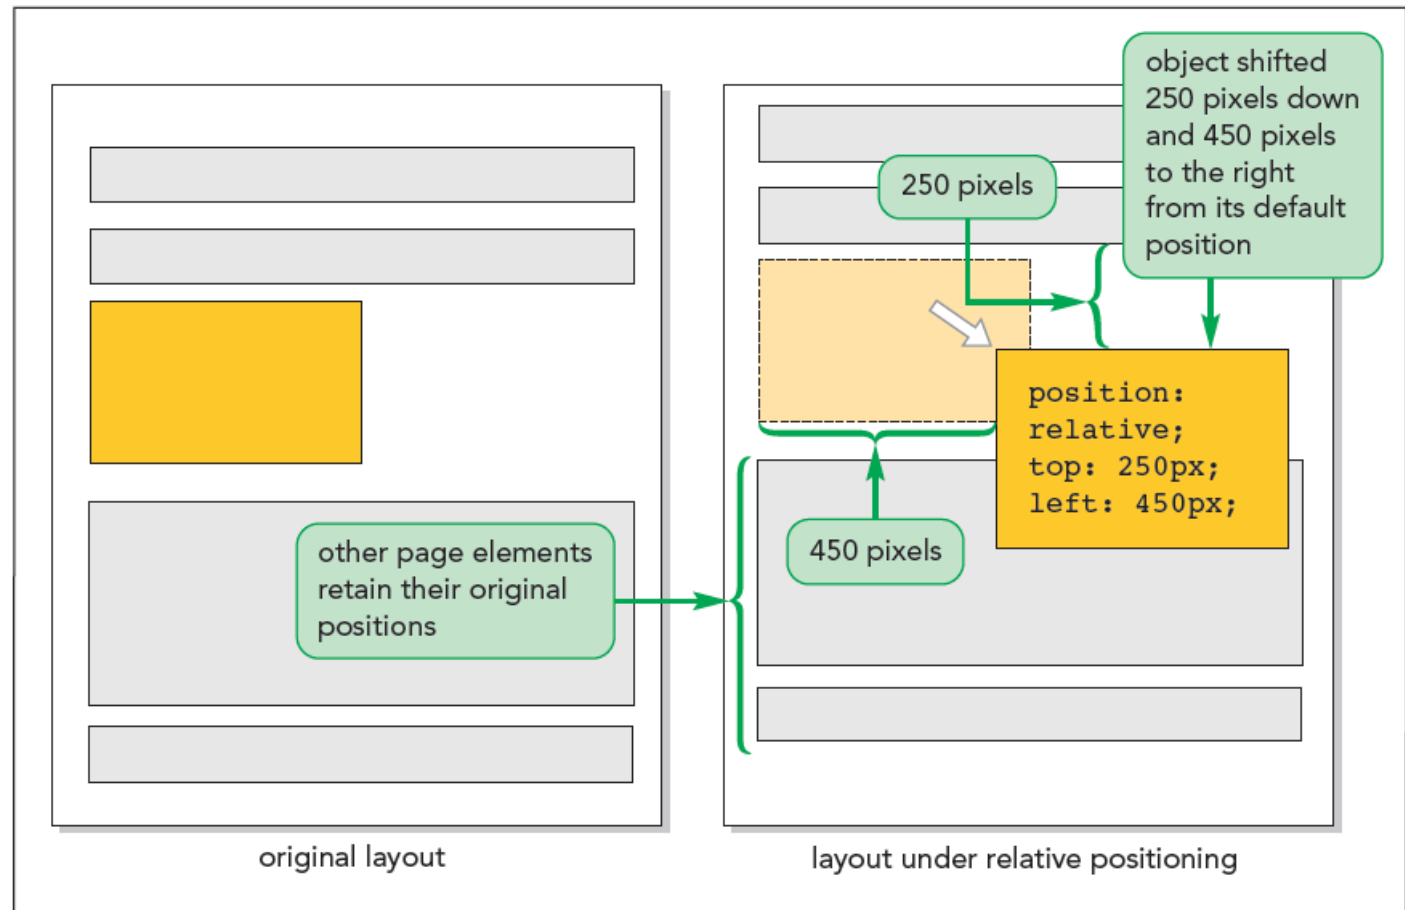 object shifted
250 pixels down
and 450 pixels
to the right
from its default
position
250 pixels
position:
relative;
top: 250px;
left: 450px;
450 pixels
other page elements
retain their original
positions
original layout
layout under relative positioning